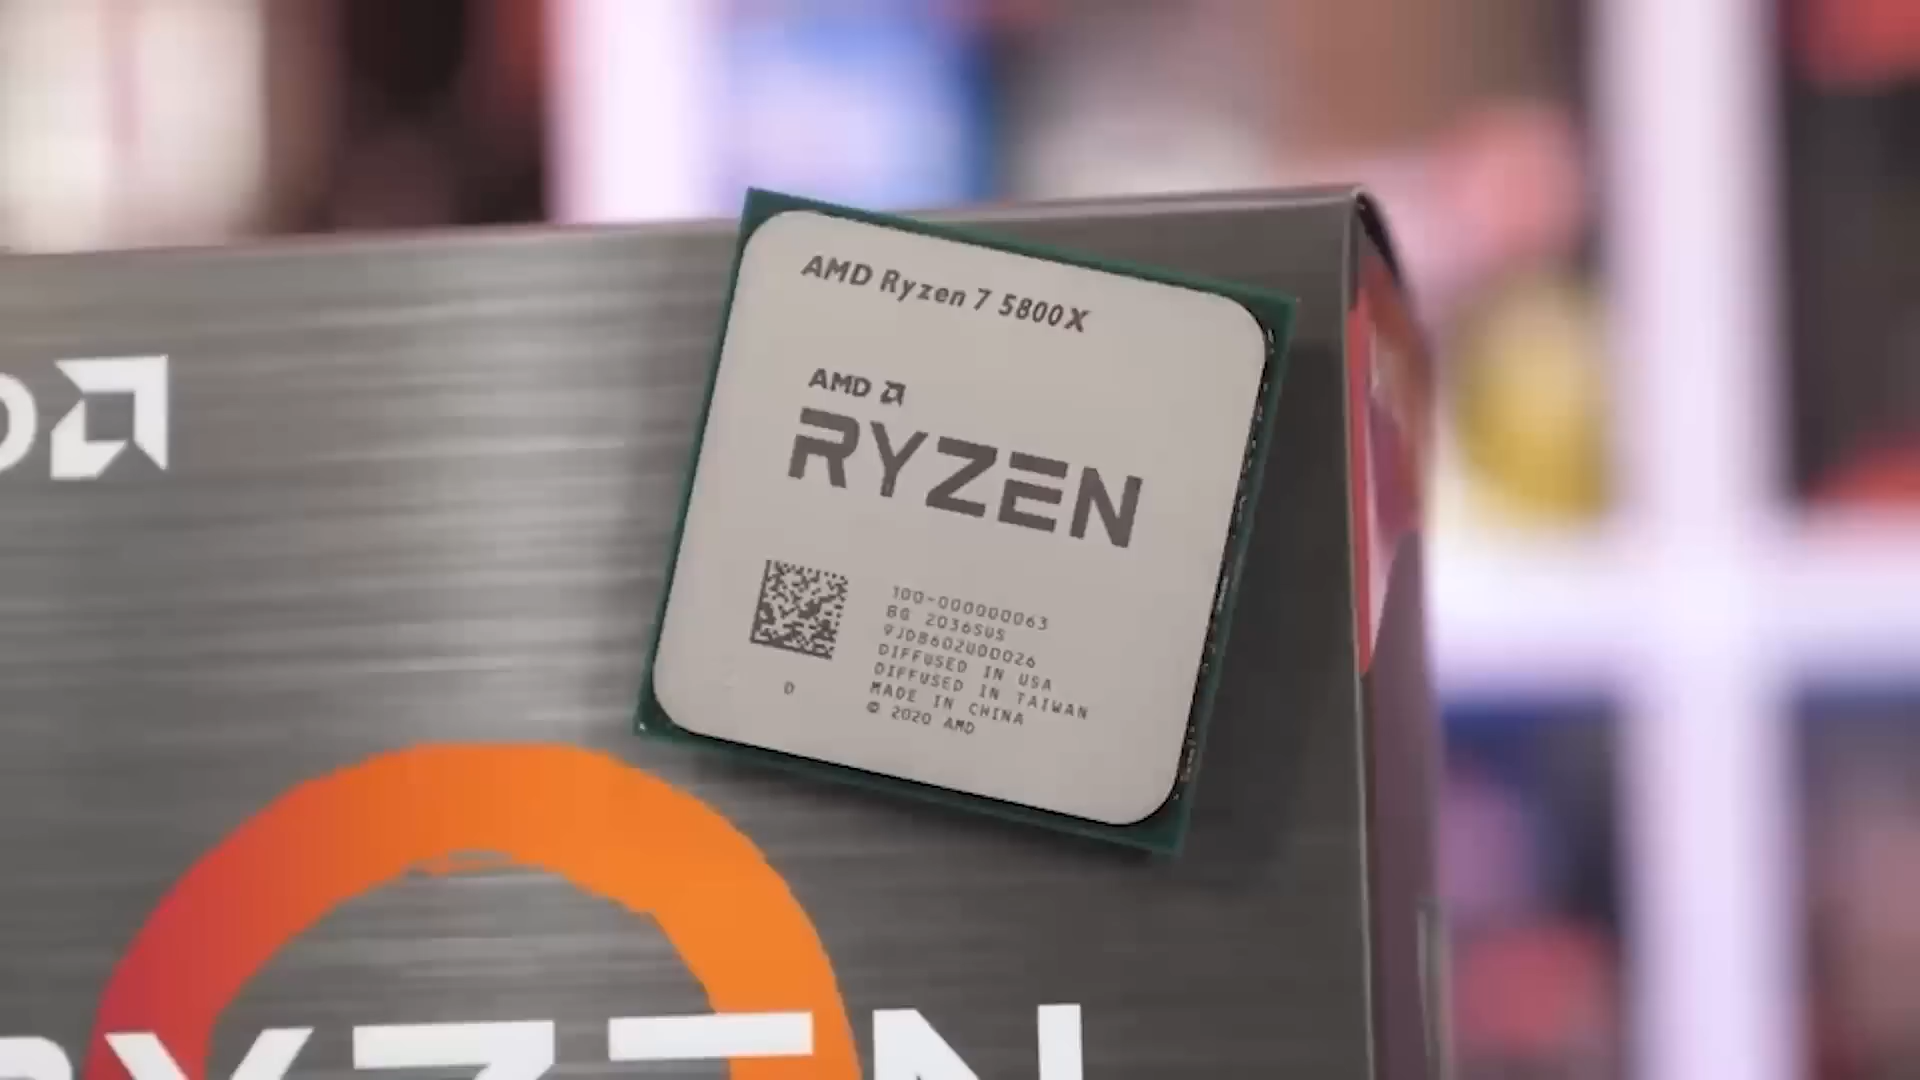 AMD Ryzen 7 5800X
AMD
RYZEN
100-000000063
BG 2036SUS
9JD8602U00026
DIFFUSED IN USA
DIFFUSED IN TAIWAN
MADE IN CHINA
© 2020 AMD
D
RYZEN